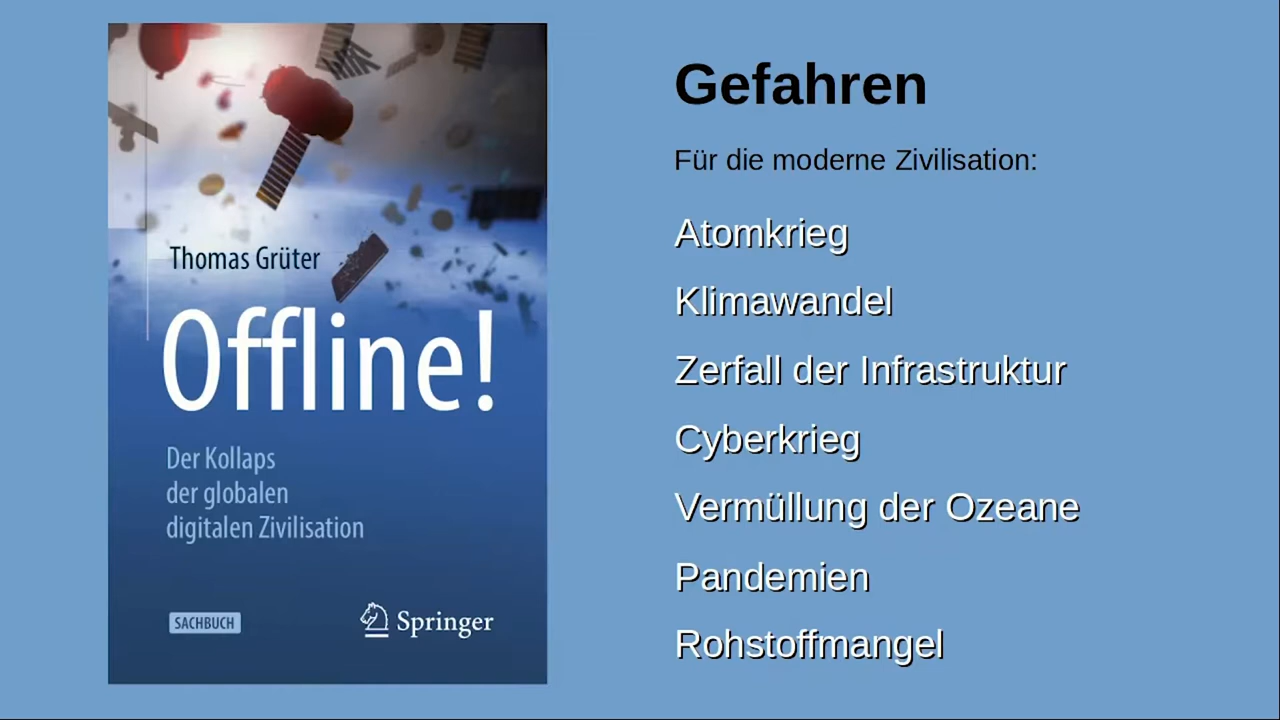 Thomas Grüter
Offline!
Der Kollaps
der globalen
digitalen Zivilisation
SACHBUCH
Springer
Gefahren
Für die moderne Zivilisation:
Atomkrieg
Klimawandel
Zerfall der Infrastruktur
Cyberkrieg
Vermüllung der Ozeane
Pandemien
Rohstoffmangel